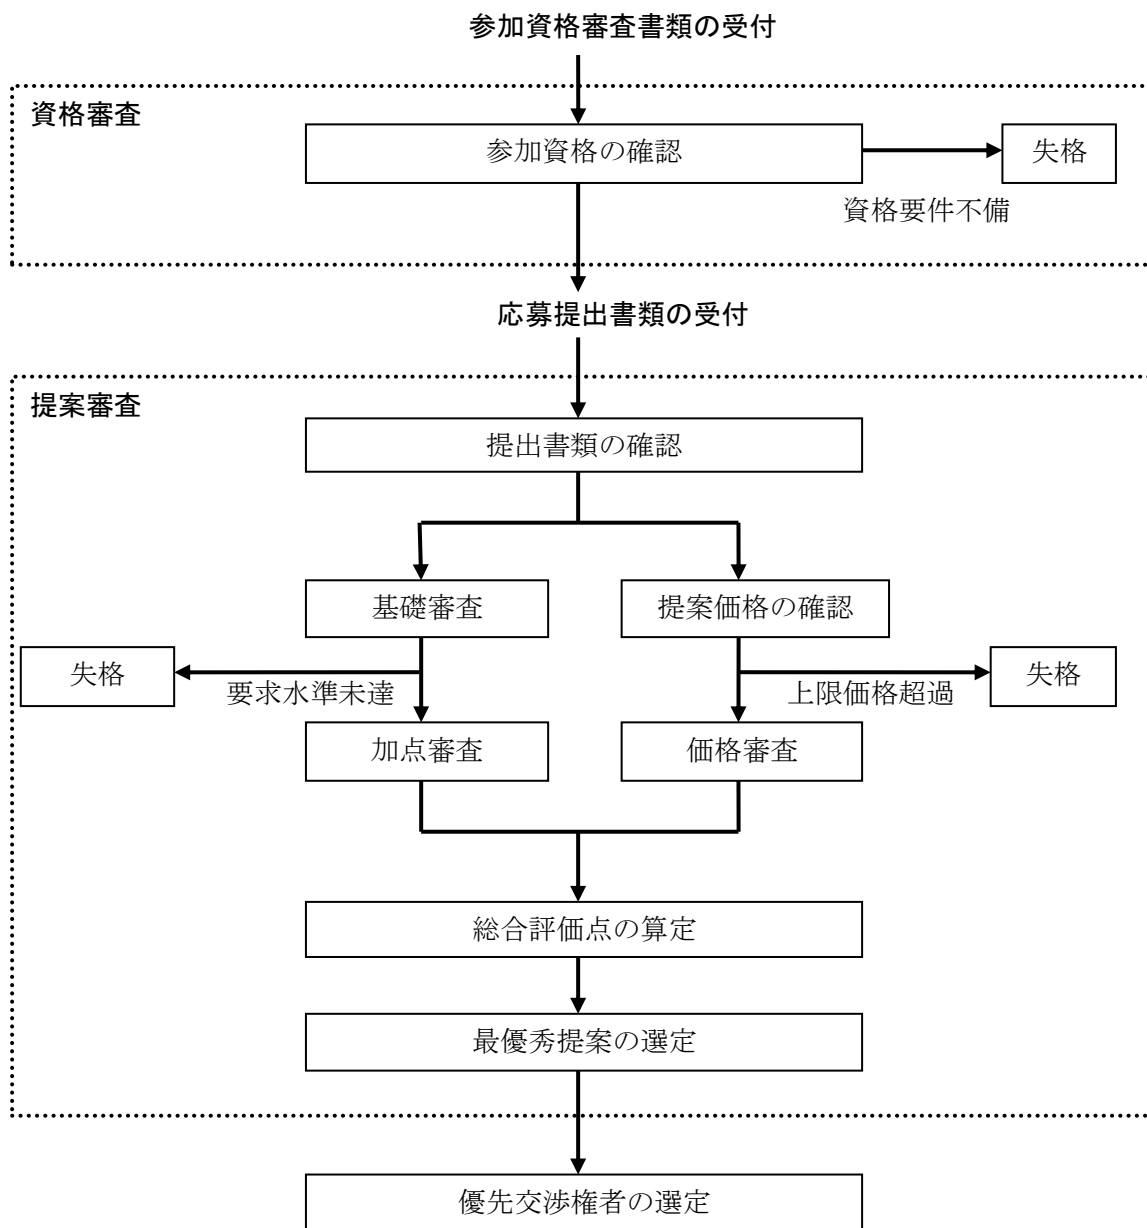 参加資格審査書類の受付
資格審査
参加資格の確認
失格
資格要件不備
応募提出書類の受付
提案審査
提出書類の確認
基礎審査
提案価格の確認
失格
要求水準未達
上限価格超過
失格
加点審査
価格審査
総合評価点の算定
最優秀提案の選定
優先交渉権者の選定